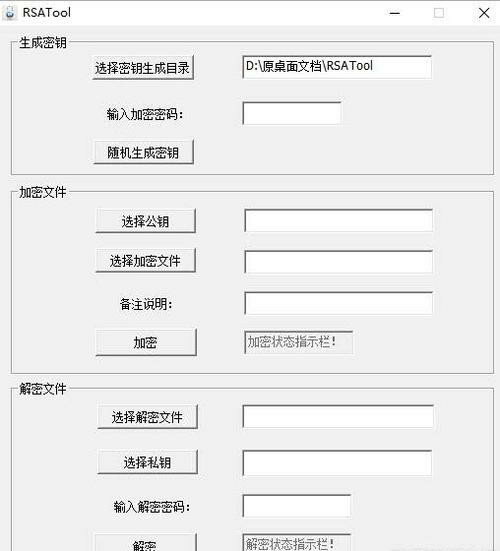 RSATool
生成密钥
选择密钥生成目录 D:\原桌面文档\RSATool
输入加密密码:
随机生成密钥
加密文件
选择公钥
选择加密文件
备注说明:
加密 加密状态指示栏!
解密文件
选择解密文件
选择私钥
输入解密密码:
解密 解密状态指示栏!